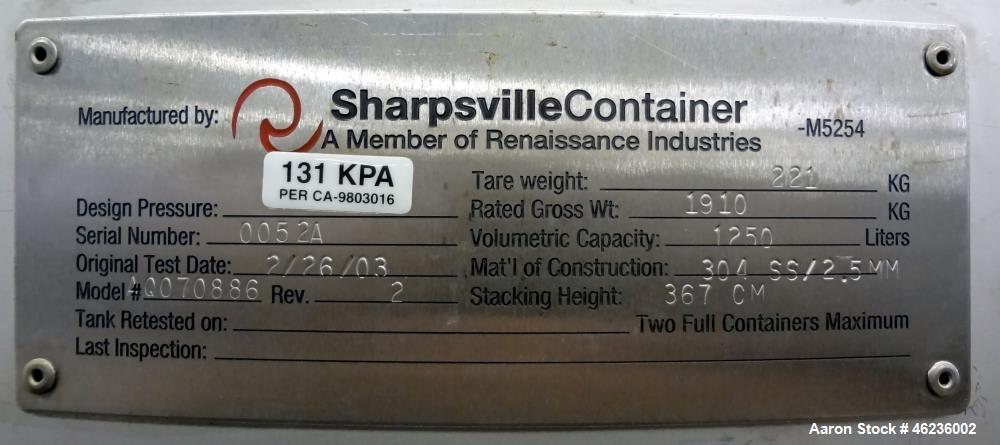 Manufactured by: SharpsvilleContainer -M5254
A Member of Renaissance Industries
131 KPA
PER CA-9803016
Design Pressure:
Serial Number: 0052A
Original Test Date: 2/26/03
Model # Q070886 Rev. 2
Tank Retested on:
Last Inspection:
Tare weight: 221 KG
Rated Gross Wt: 1910 KG
Volumetric Capacity: 1250 Liters
Mat'l of Construction: 304 SS/2.5MM
Stacking Height: 367 CM
Two Full Containers Maximum
Aaron Stock # 46236002